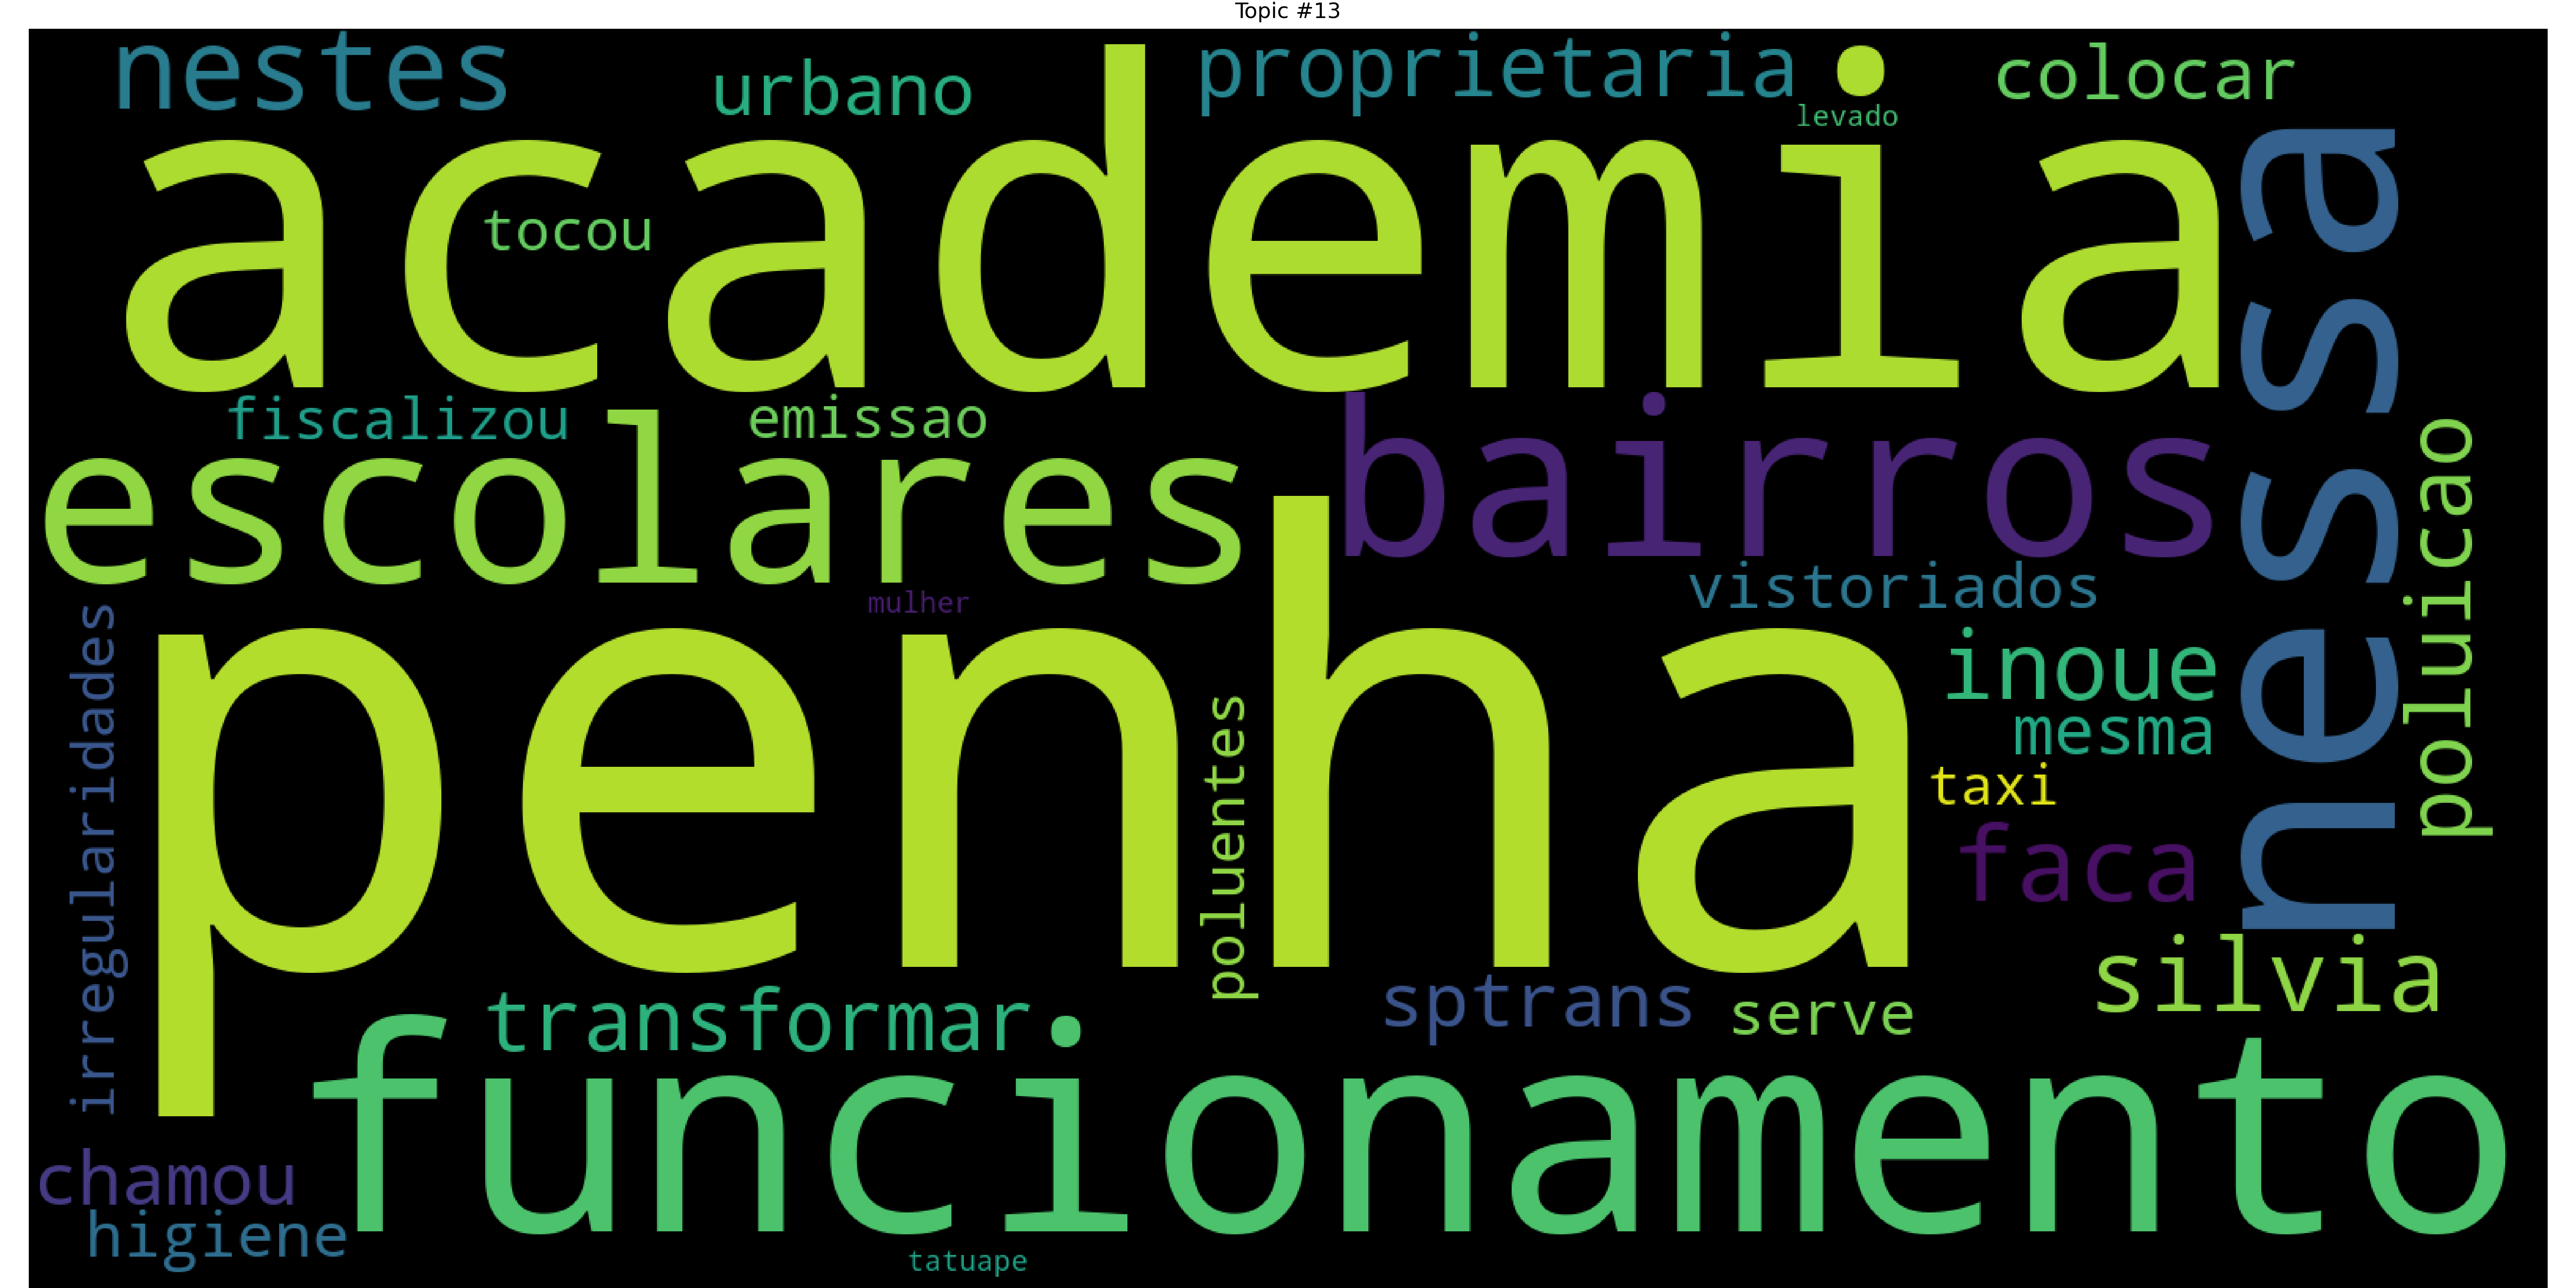 Topic #13
nestes
urbano
proprietaria
colocar
levado
academia
tocou
nessa
fiscalizou
emissao
escolares
bairros
poluicao
mulher
vistoriados
irregularidades
penha
poluentes
inoue
mesma
taxi
faca
silvia
transformar
sptrans
serve
funcionamento
chamou
higiene
tatuape